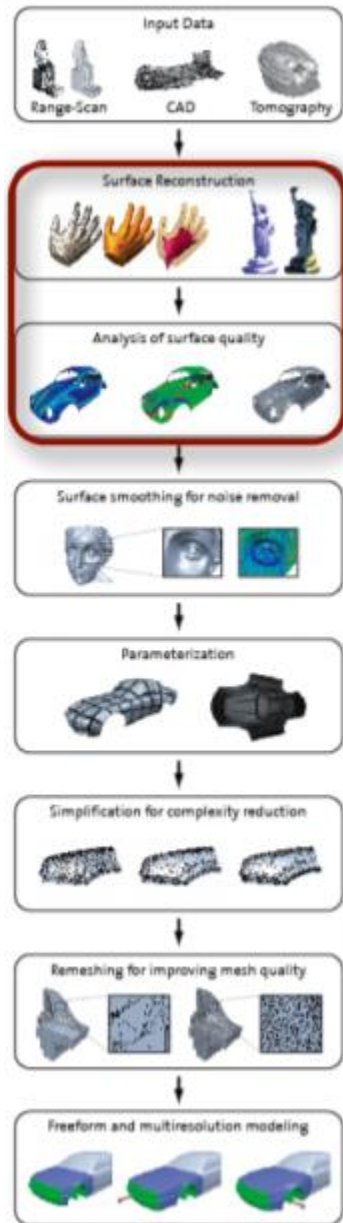 Input Data
Range-Scan CAD Tomography
Surface Reconstruction
Analysis of surface quality
Surface smoothing for noise removal
Parameterization
Simplification for complexity reduction
Remeshing for improving mesh quality
Freeform and multiresolution modeling